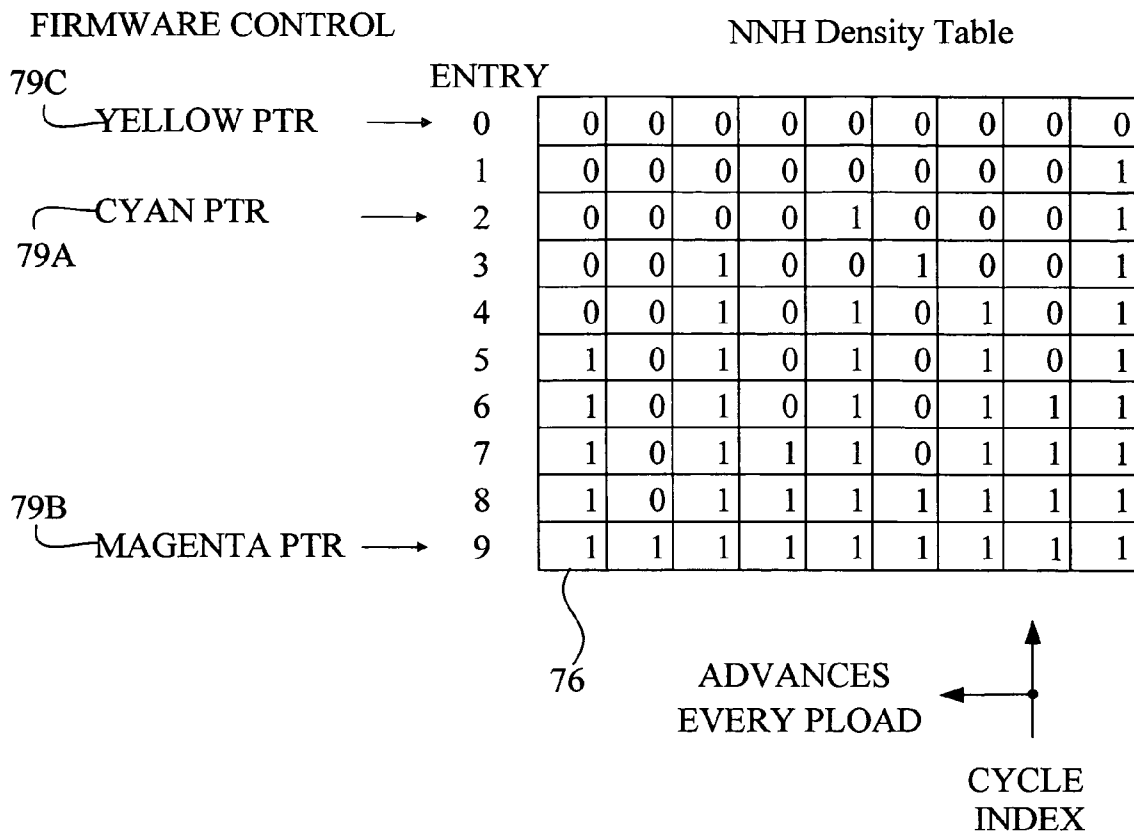 FIRMWARE CONTROL
NNH Density Table
ENTRY
79C
YELLOW PTR 0 0 0 0 0 0 0 0 0 0
1 0 0 0 0 0 0 0 0 1
CYAN PTR 2 0 0 0 0 1 0 0 0 1
79A
3 0 0 1 0 0 1 0 0 1
4 0 0 1 0 1 0 1 0 1
5 1 0 1 0 1 0 1 0 1
6 1 0 1 0 1 0 1 1 1
7 1 0 1 1 1 0 1 1 1
79B
8 1 0 1 1 1 1 1 1 1
MAGENTA PTR 9 1 1 1 1 1 1 1 1 1
76
ADVANCES
EVERY PLOAD
CYCLE
INDEX